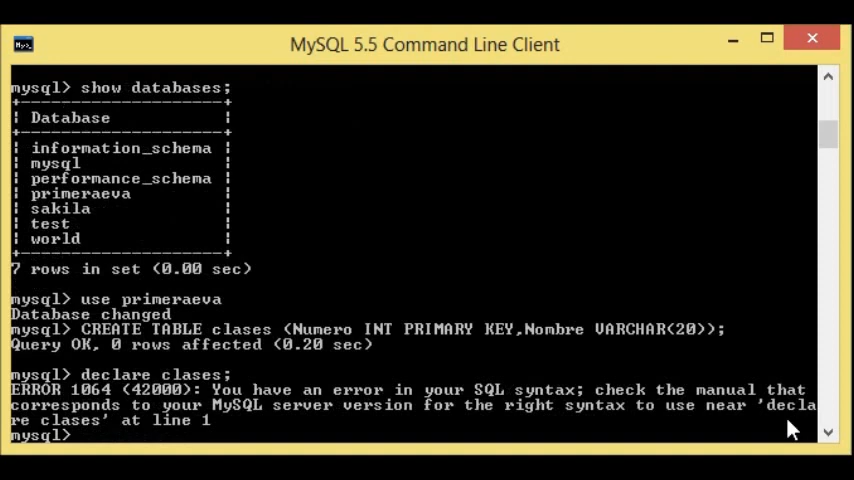 MySQL 5.5 Command Line Client
mysql> show databases;
+--------------------+
| Database           |
+--------------------+
| information_schema |
| mysql              |
| performance_schema |
| primeraeva         |
| sakila             |
| test               |
| world              |
+--------------------+
7 rows in set (0.00 sec)
mysql> use primeraeva
Database changed
mysql> CREATE TABLE clases (Numero INT PRIMARY KEY,Nombre VARCHAR(20));
Query OK, 0 rows affected (0.20 sec)
mysql> declare clases;
ERROR 1064 (42000): You have an error in your SQL syntax; check the manual that
corresponds to your MySQL server version for the right syntax to use near 'decla
re clases' at line 1
mysql>